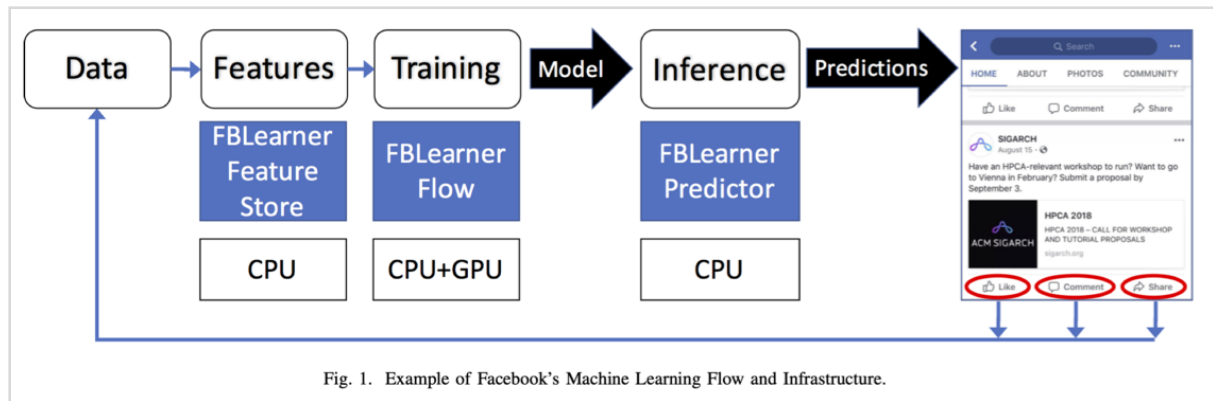 Data
Features
Training
Model
Inference
Predictions
FBLearner
Feature
Store
FBLearner
Flow
FBLearner
Predictor
CPU
CPU+GPU
CPU
Search
HOME
ABOUT
PHOTOS
COMMUNITY
Like
Comment
Share
SIGARCH
August 15
Have an HPCA-relevant workshop to run? Want to go
to Vienna in February? Submit a proposal by
September 3.
ACM SIGARCH
HPCA 2018
HPCA 2018 – CALL FOR WORKSHOP
AND TUTORIAL PROPOSALS
sigarch.org
Like
Comment
Share
Fig. 1. Example of Facebook's Machine Learning Flow and Infrastructure.